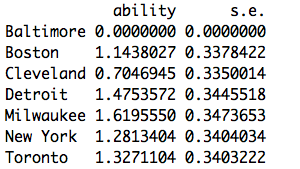 ability s.e.
Baltimore 0.0000000 0.0000000
Boston 1.1438027 0.3378422
Cleveland 0.7046945 0.3350014
Detroit 1.4753572 0.3445518
Milwaukee 1.6195550 0.3473653
New York 1.2813404 0.3404034
Toronto 1.3271104 0.3403222